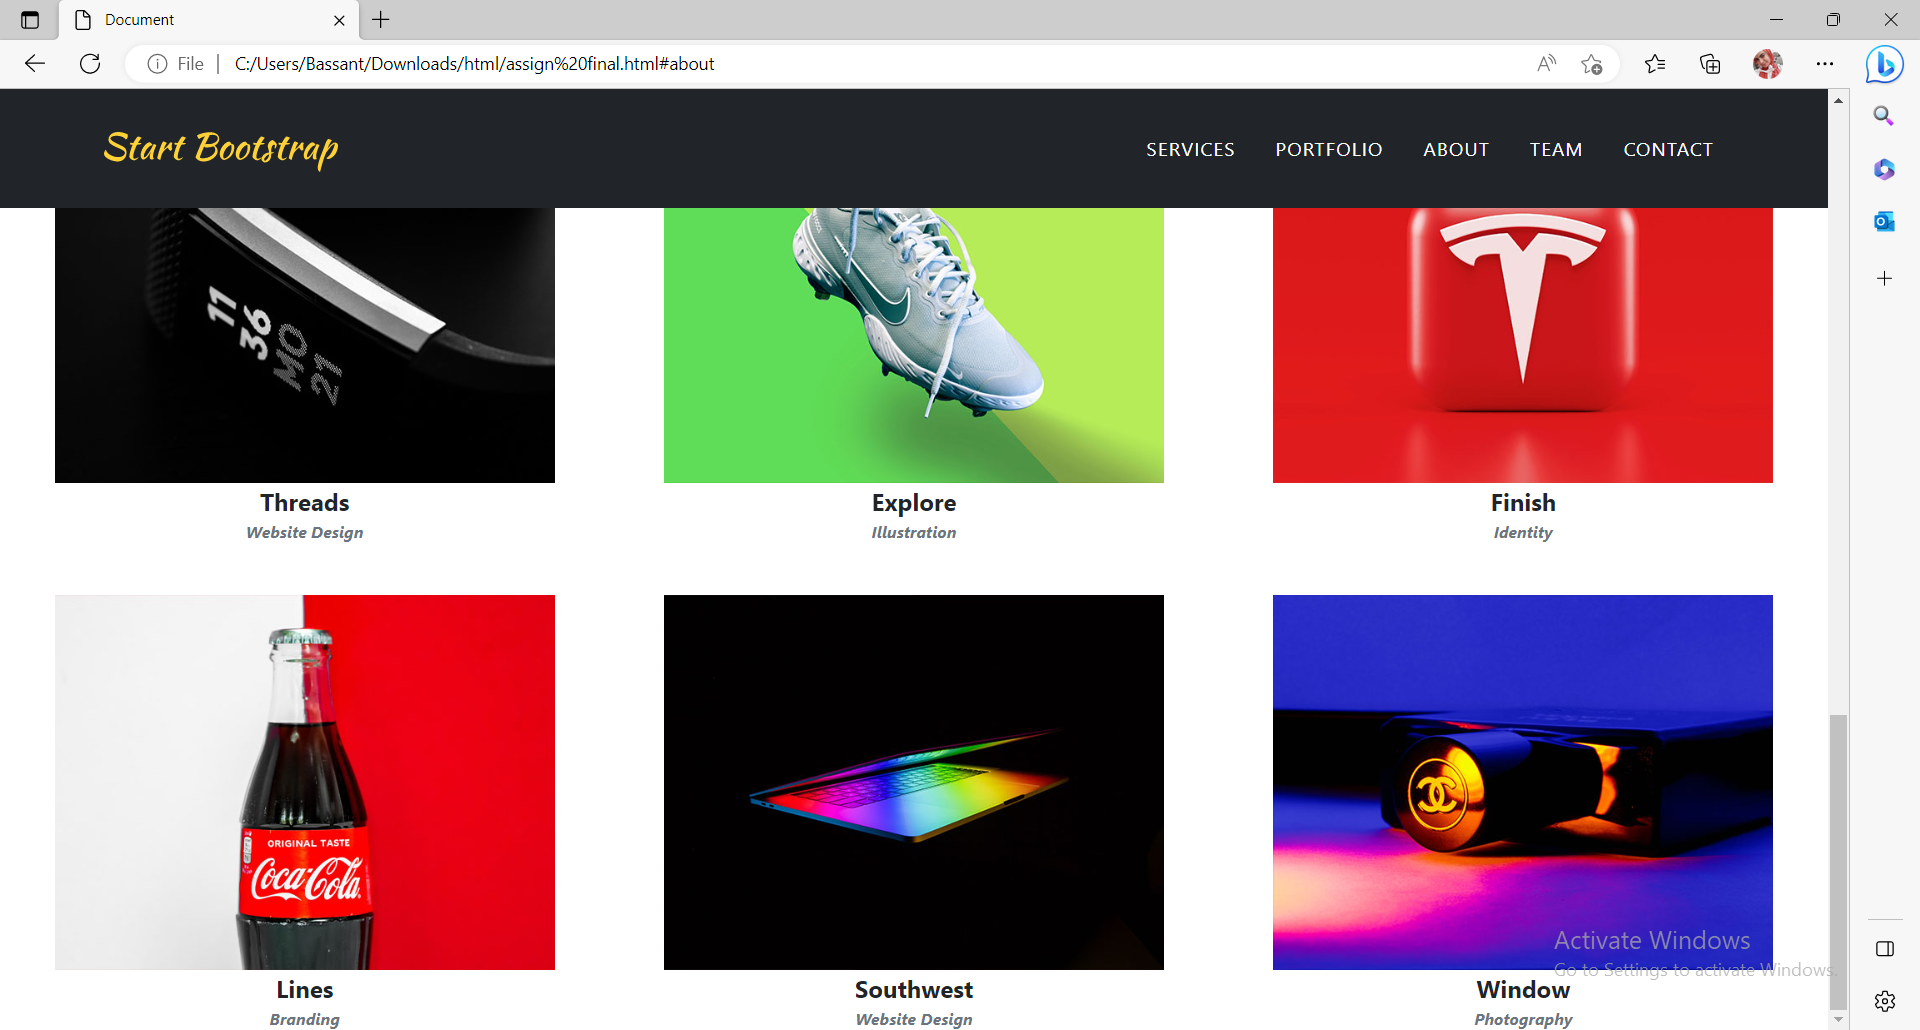 Document
File
C:/Users/Bassant/Downloads/html/assign%20final.html#about
Start Bootstrap
SERVICES
PORTFOLIO
ABOUT
TEAM
CONTACT
11
36
MO
21
Threads
Website Design
Explore
Illustration
Finish
Identity
ORIGINAL TASTE
Coca-Cola
Lines
Branding
Southwest
Website Design
Activate Windows
Go to Settings to activate Windows.
Window
Photography